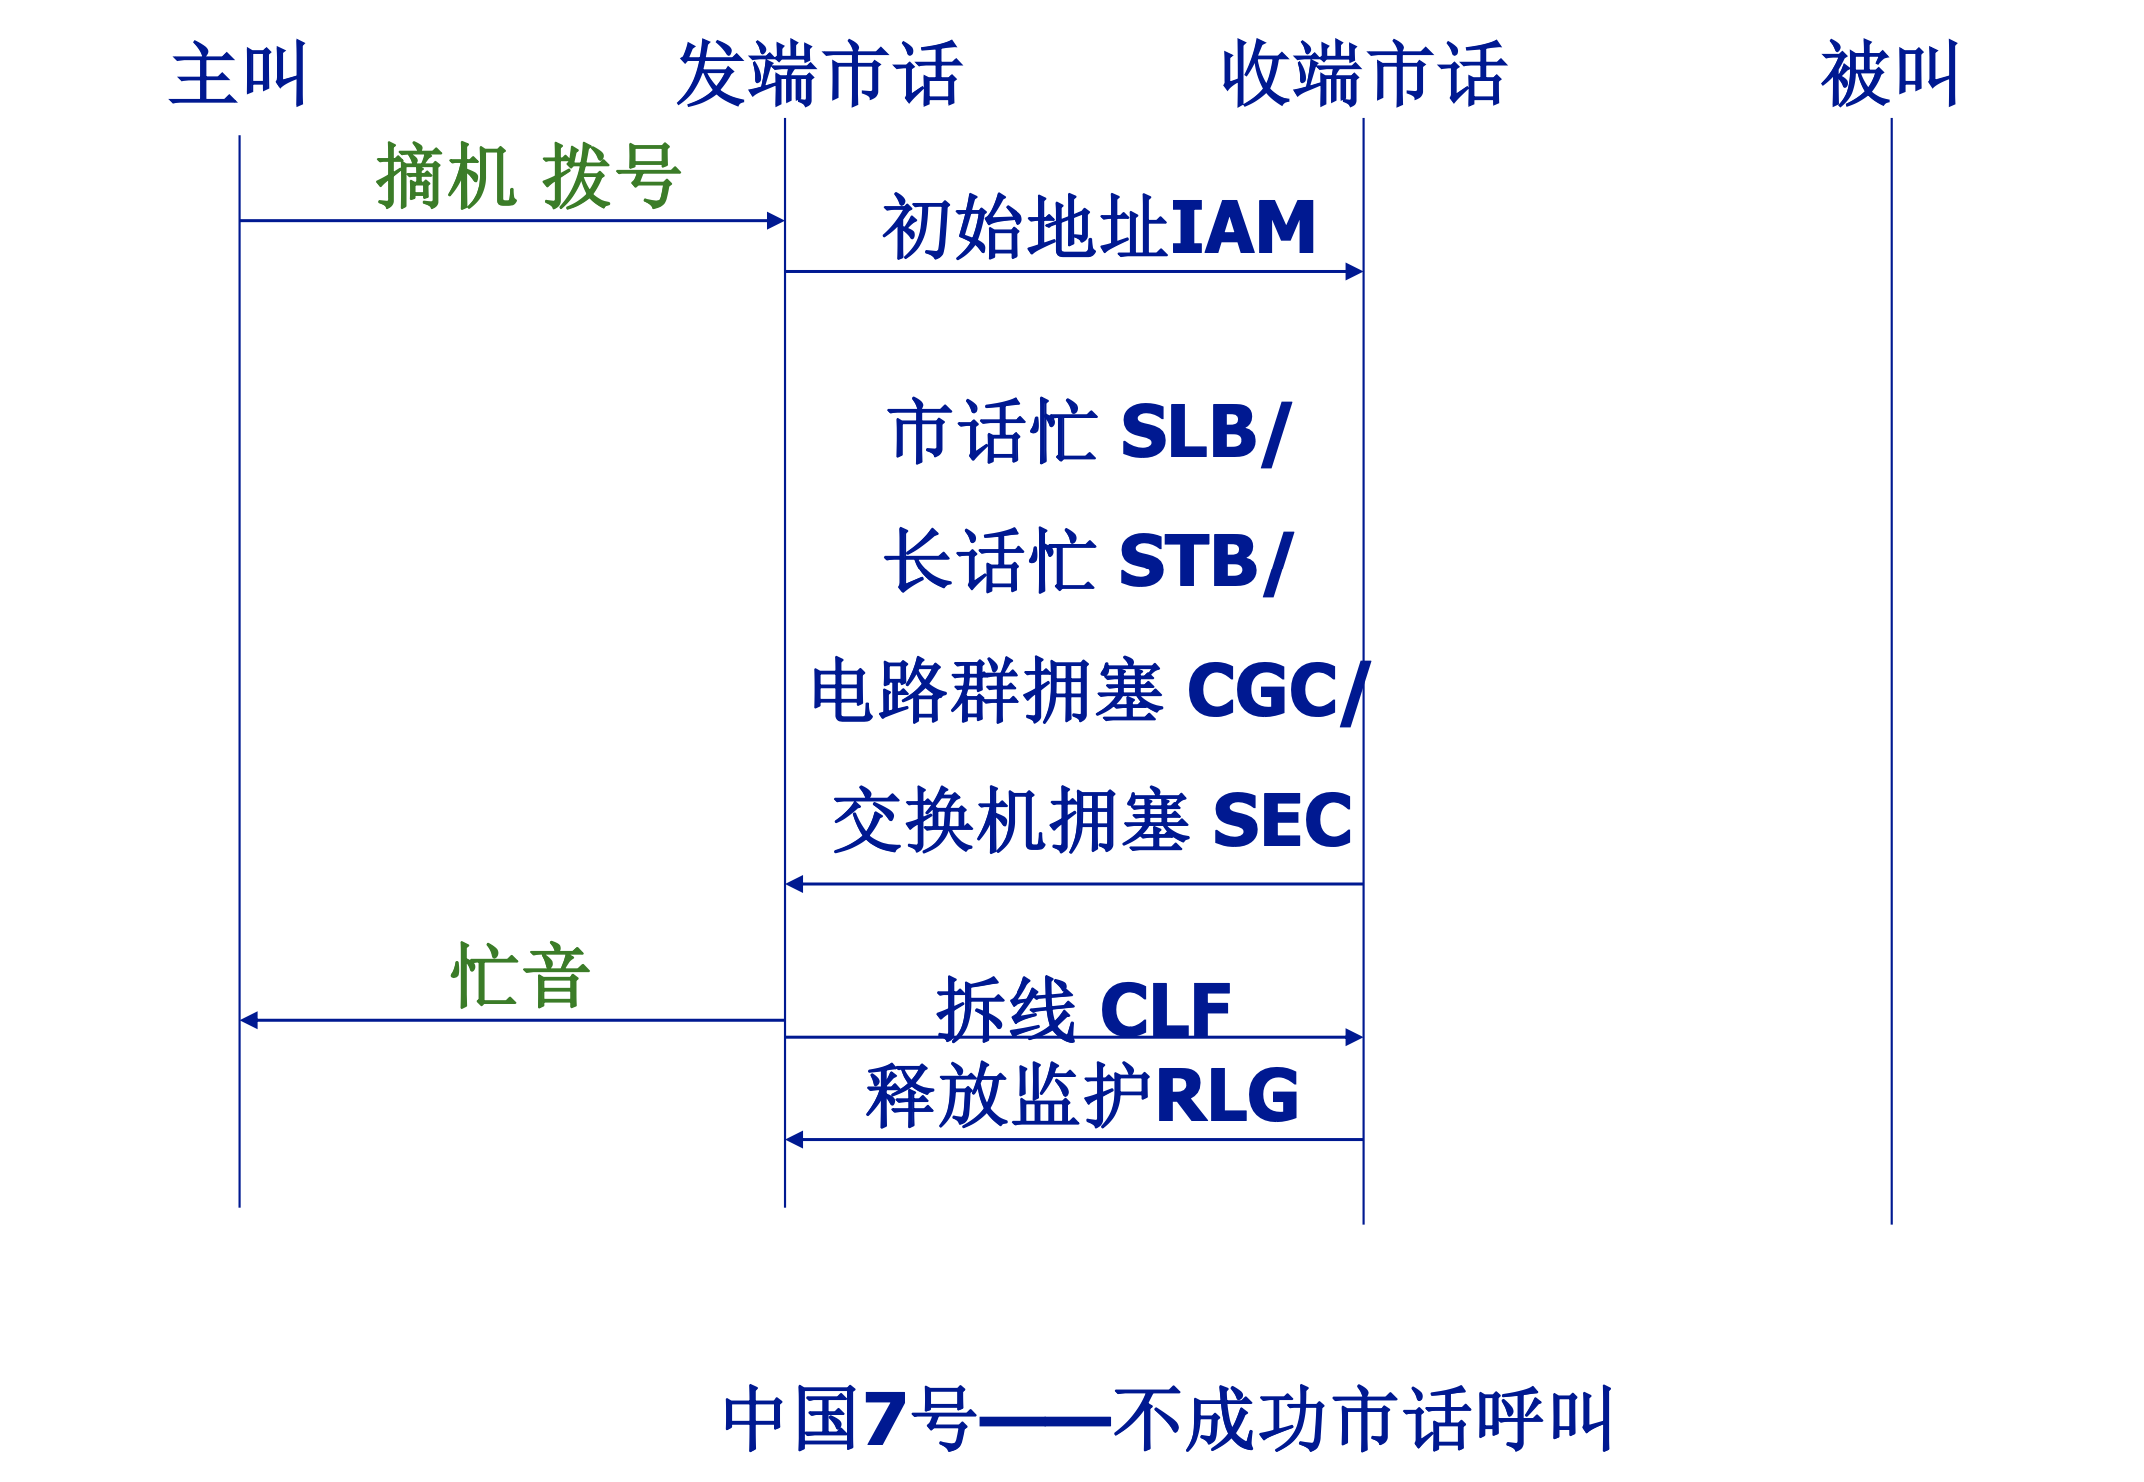 主叫
发端市话
收端市话
被叫
摘机 拨号
初始地址IAM
市话忙 SLB/
长话忙 STB/
电路群拥塞 CGC/
交换机拥塞 SEC
忙音
拆线 CLF
释放监护RLG
中国7号——不成功市话呼叫